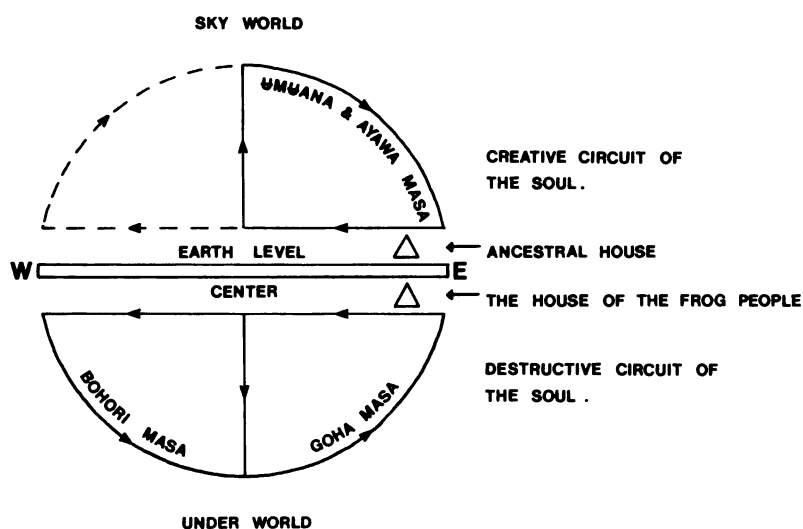 SKY WORLD
ɄMɄANA & AYAWA MASA
CREATIVE CIRCUIT OF
THE SOUL.
EARTH LEVEL
ANCESTRAL HOUSE
W
E
CENTER
THE HOUSE OF THE FROG PEOPLE
BOHORI MASA
GOHA MASA
DESTRUCTIVE CIRCUIT OF
THE SOUL.
UNDER WORLD